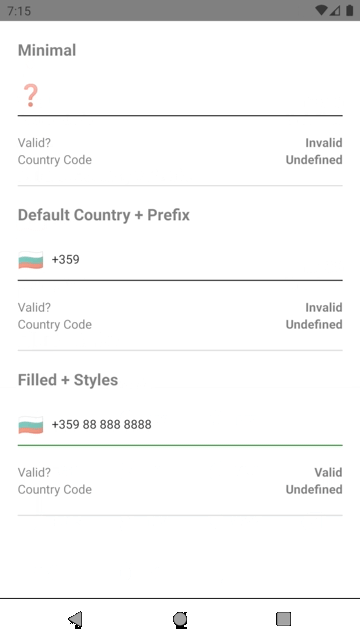 7:15
Minimal
❓
Valid? Invalid
Country Code Undefined
Default Country + Prefix
+359
Valid? Invalid
Country Code Undefined
Filled + Styles
+359 88 888 8888
Valid? Valid
Country Code Undefined